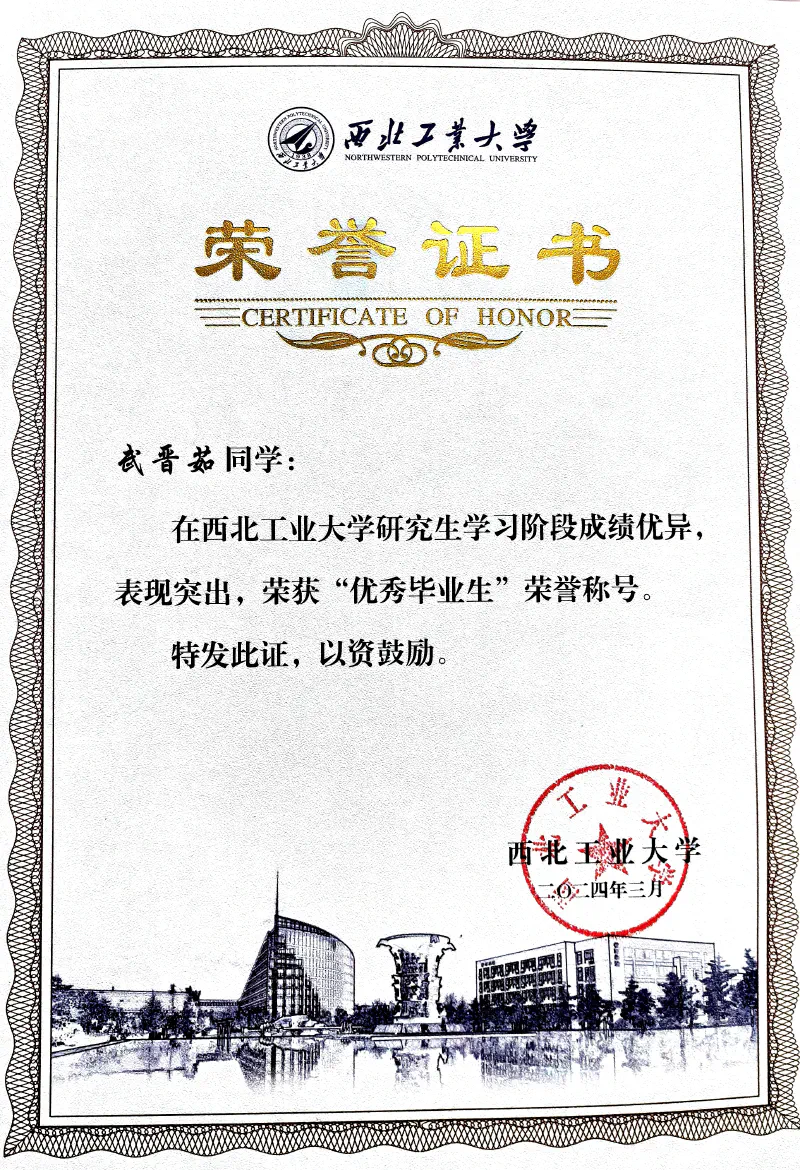 西北工业大学
NORTHWESTERN POLYTECHNICAL UNIVERSITY
荣誉证书
CERTIFICATE OF HONOR
武晋茹同学：
在西北工业大学研究生学习阶段成绩优异，
表现突出，荣获“优秀毕业生”荣誉称号。
特发此证，以资鼓励。
西北工业大学
西北工业大学
二〇二四年三月